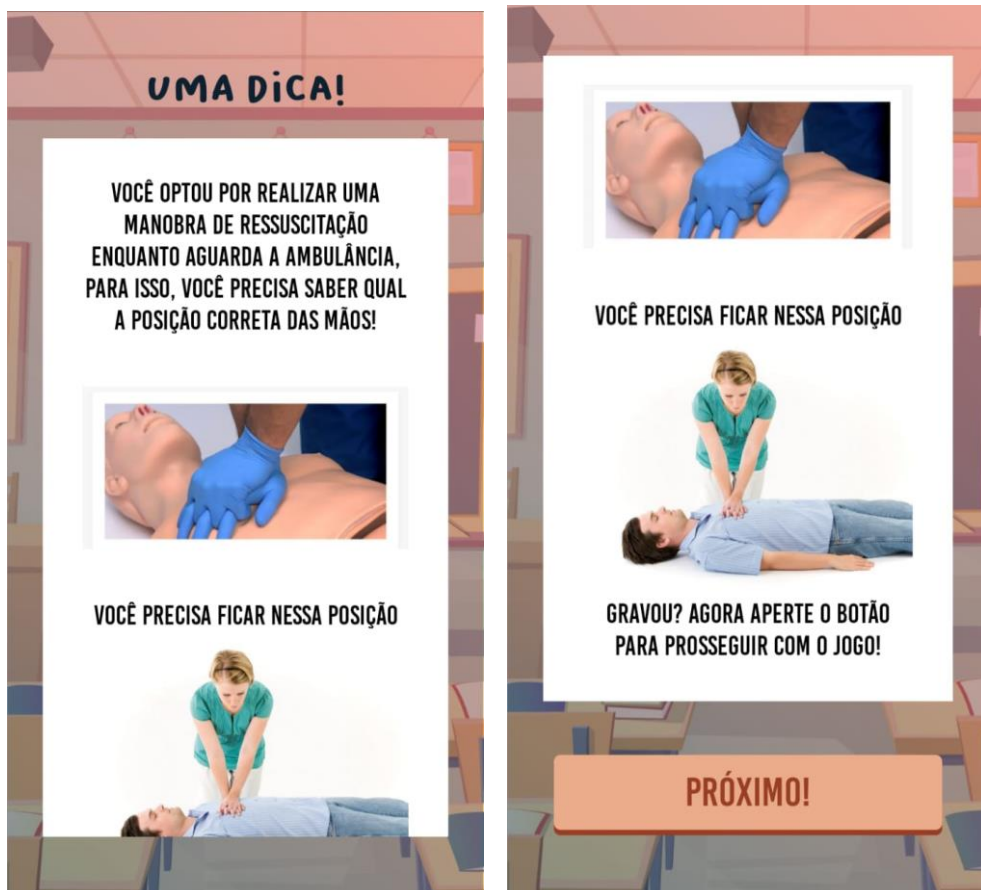 UMA DiCA!
VOCÊ OPTOU POR REALIZAR UMA
MANOBRA DE RESSUSCITAÇÃO
ENQUANTO AGUARDA A AMBULÂNCIA,
PARA ISSO, VOCÊ PRECISA SABER QUAL
A POSIÇÃO CORRETA DAS MÃOS!
VOCÊ PRECISA FICAR NESSA POSIÇÃO
VOCÊ PRECISA FICAR NESSA POSIÇÃO
GRAVOU? AGORA APERTE O BOTÃO
PARA PROSSEGUIR COM O JOGO!
PRÓXIMO!